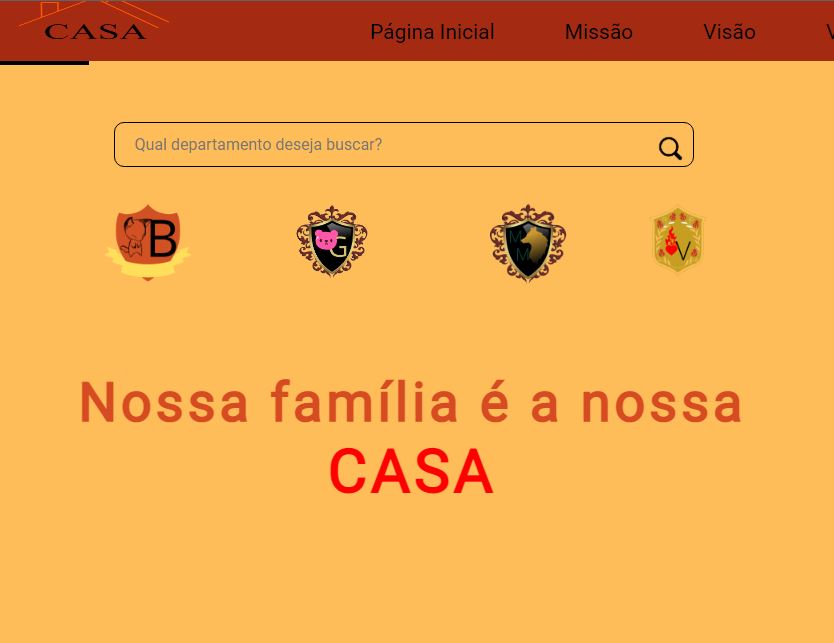 CASA
Página Inicial Missão Visão V
Qual departamento deseja buscar?
B G M M V
Nossa família é a nossa
CASA